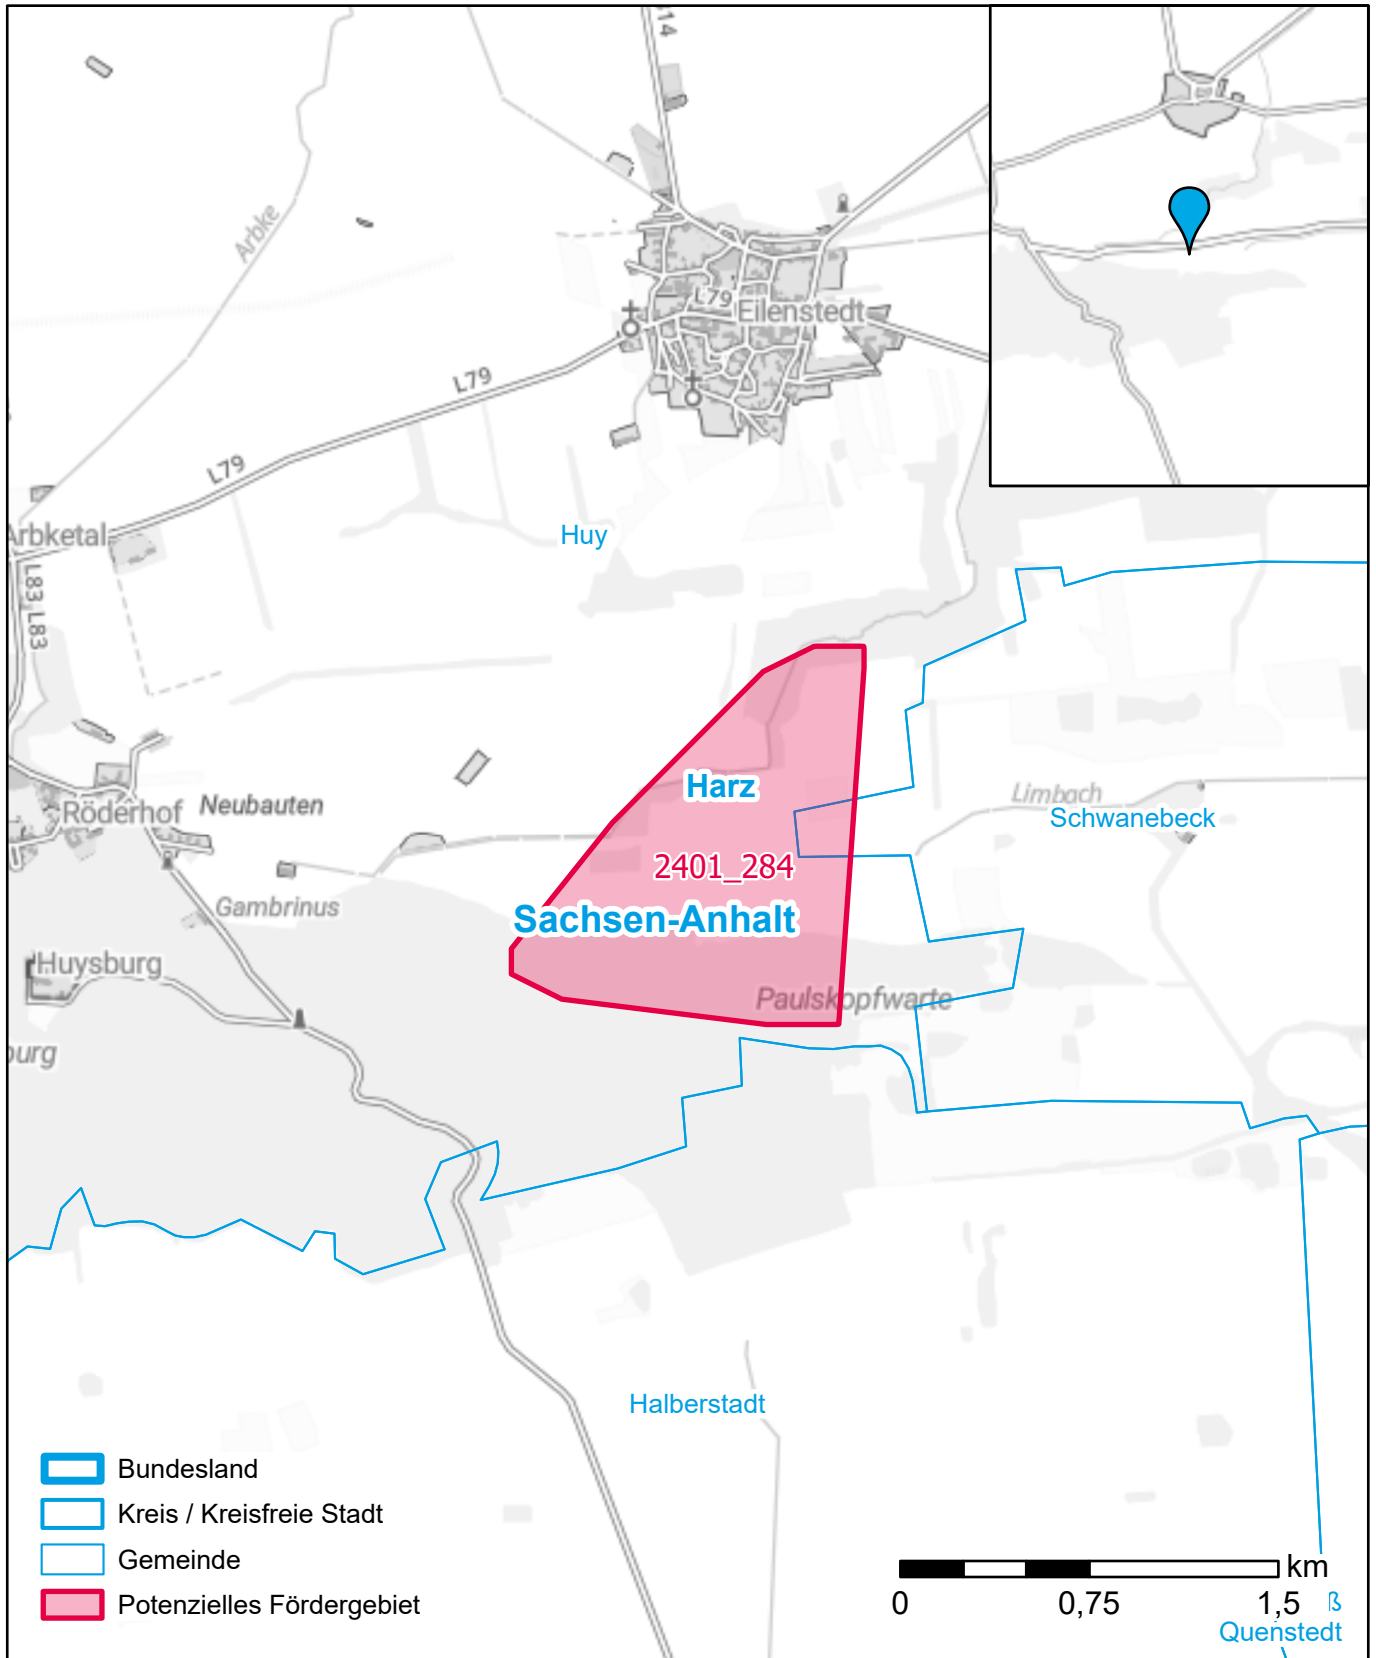 14
Arbke
L79
Eilenstedt
L79
L79
Arbketal
Huy
L83
L83
Harz
Limbach
Röderhof
Neubauten
Schwanebeck
2401_284
Gambrinus
Sachsen-Anhalt
Huysburg
Paulskopfwarte
burg
Halberstadt
Bundesland
Kreis / Kreisfreie Stadt
Gemeinde
Potenzielles Fördergebiet
km
0 0,75 1,5
ß
Quenstedt